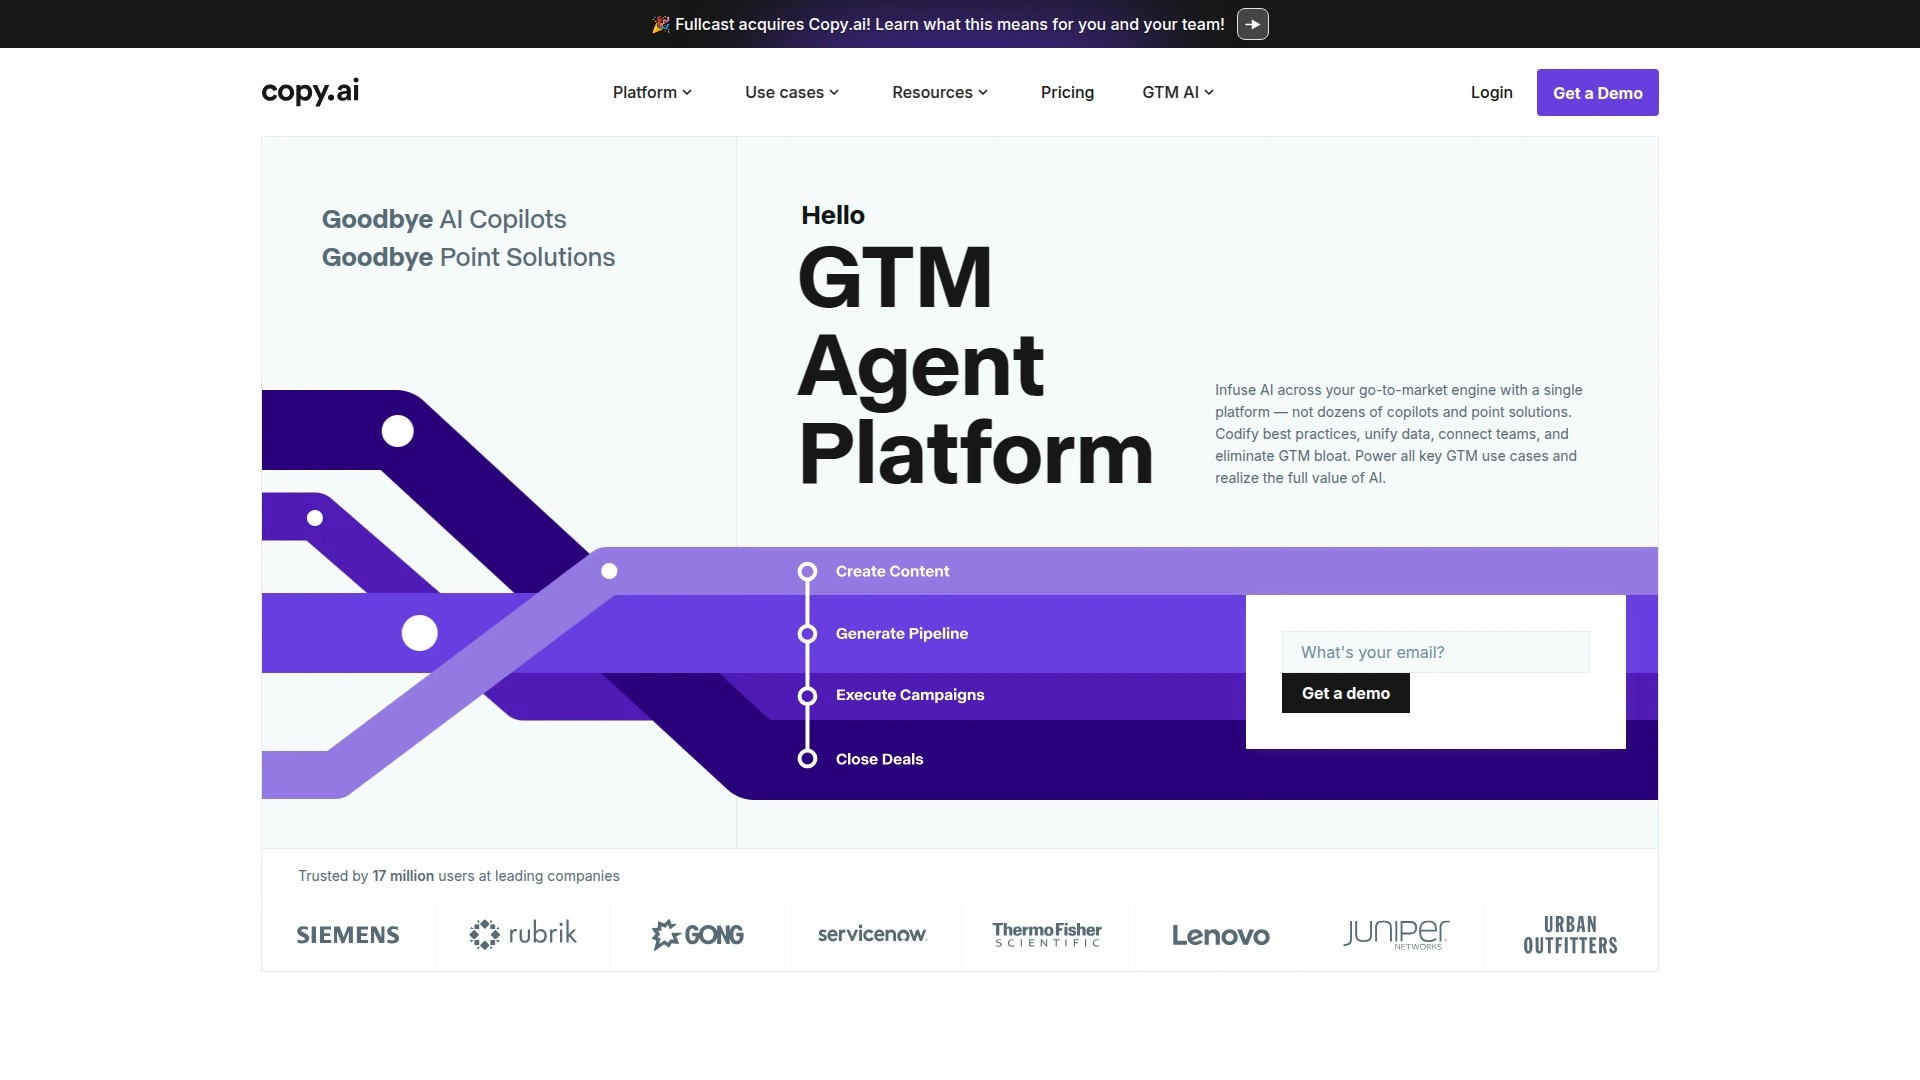 🎉 Fullcast acquires Copy.ai! Learn what this means for you and your team!
copy.ai
Platform
Use cases
Resources
Pricing
GTM AI
Login
Get a Demo
Goodbye AI Copilots
Goodbye Point Solutions
Hello
GTM
Agent
Platform
Infuse AI across your go-to-market engine with a single
platform — not dozens of copilots and point solutions.
Codify best practices, unify data, connect teams, and
eliminate GTM bloat. Power all key GTM use cases and
realize the full value of AI.
Create Content
Generate Pipeline
Execute Campaigns
Close Deals
What's your email?
Get a demo
Trusted by 17 million users at leading companies
SIEMENS
rubrik
GONG
servicenow
ThermoFisher
SCIENTIFIC
Lenovo
JUNIPER
NETWORKS
URBAN
OUTFITTERS